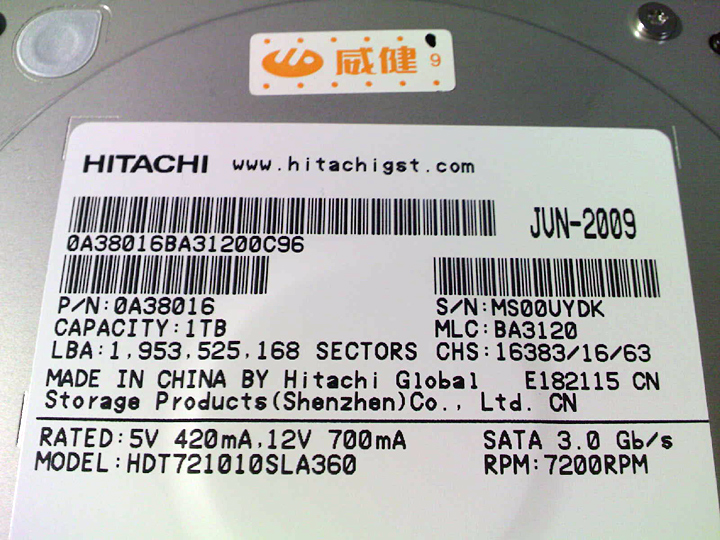 威健 9
HITACHI www.hitachigst.com
JUN-2009
0A38016BA31200C96
P/N:0A38016 S/N:MS00UYDK
CAPACITY:1TB MLC:BA3120
LBA:1,953,525,168 SECTORS CHS:16383/16/63
MADE IN CHINA BY Hitachi Global E182115 CN
Storage Products(Shenzhen)Co., Ltd. CN
RATED:5V 420mA,12V 700mA SATA 3.0 Gb/s
MODEL:HDT721010SLA360 RPM:7200RPM